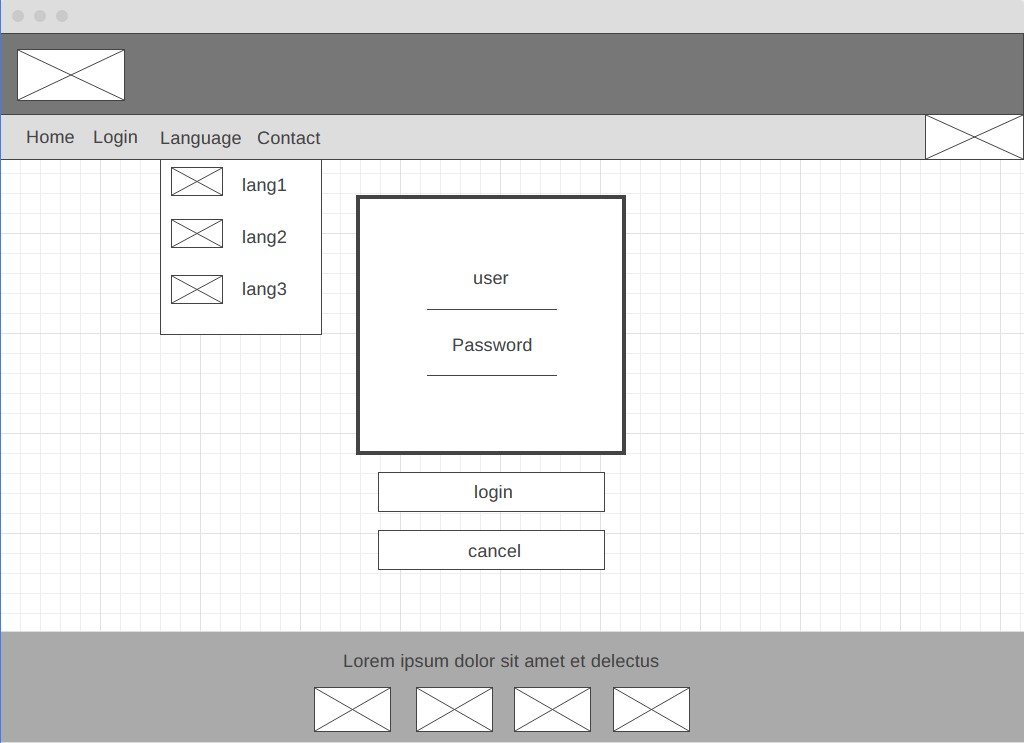 Home Login Language Contact
lang1
lang2
lang3
user
Password
login
cancel
Lorem ipsum dolor sit amet et delectus